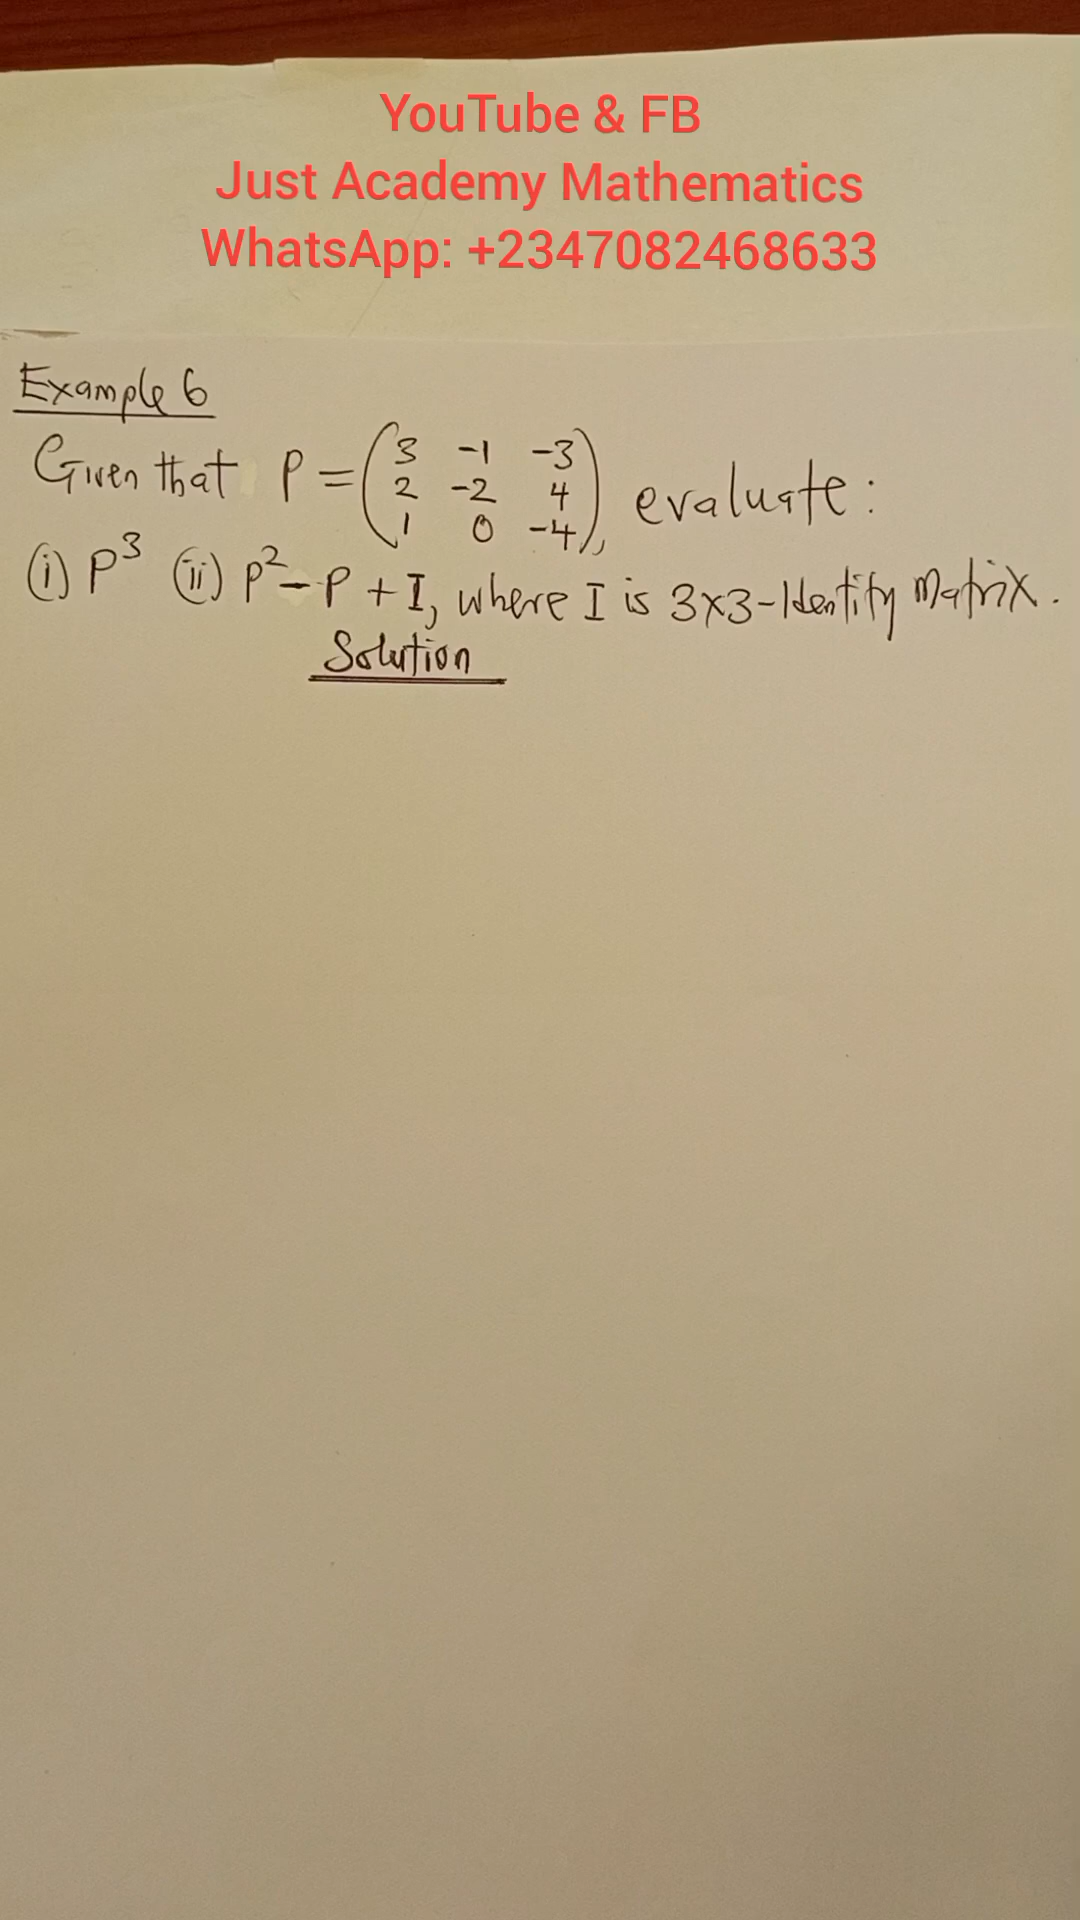 YouTube & FB
Just Academy Mathematics
WhatsApp: +2347082468633
Example 6
Given that P = (3 -1 -3
2 -2 4
1 0 -4), evaluate:
(i) P³ (ii) P² - P + I, where I is 3x3-Identity Matrix.
Solution